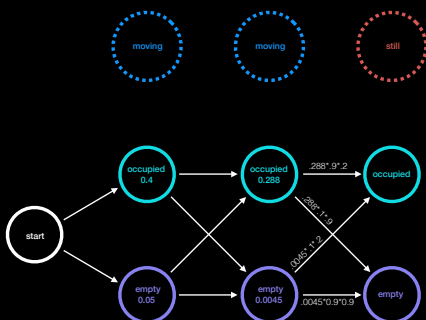 moving
moving
still
occupied
0.4
occupied
0.288
.288*.9*.2
occupied
.288*.1*.9
start
.0045*.1*.2
empty
0.05
empty
0.0045
.0045*0.9*0.9
empty